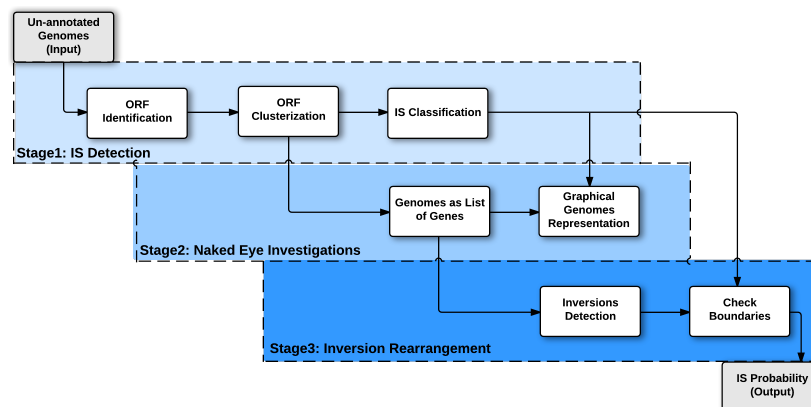 Un-annotated
Genomes
(Input)
ORF
Identification
ORF
Clusterization
IS Classification
Stage1: IS Detection
Genomes as List
of Genes
Graphical
Genomes
Representation
Stage2: Naked Eye Investigations
Inversions
Detection
Check
Boundaries
Stage3: Inversion Rearrangement
IS Probability
(Output)